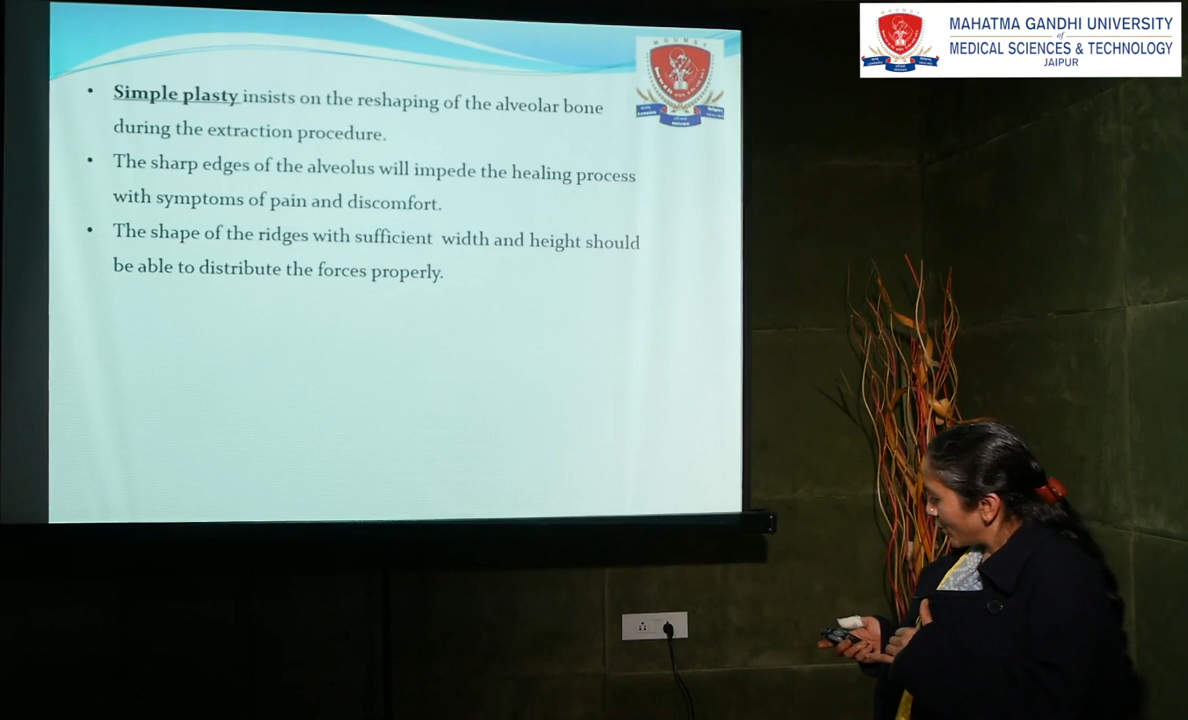 MAHATMA GANDHI UNIVERSITY
of
MEDICAL SCIENCES & TECHNOLOGY
JAIPUR
MGUMST
• Simple plasty insists on the reshaping of the alveolar bone
during the extraction procedure.
• The sharp edges of the alveolus will impede the healing process
with symptoms of pain and discomfort.
• The shape of the ridges with sufficient width and height should
be able to distribute the forces properly.